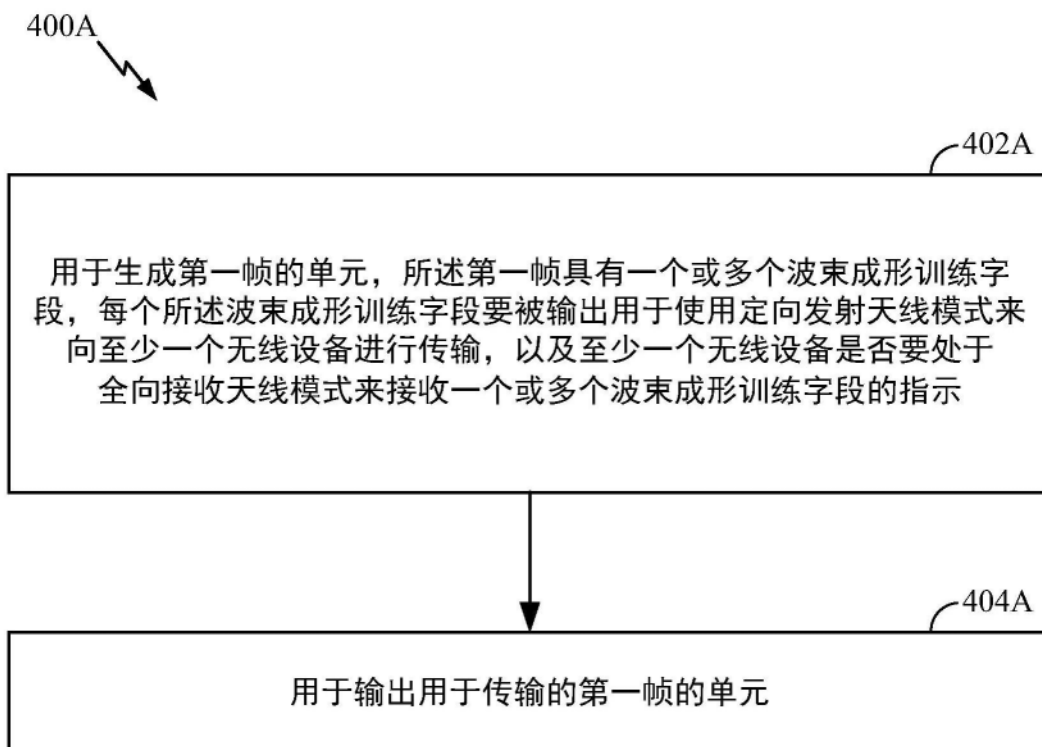 400A
402A
用于生成第一帧的单元，所述第一帧具有一个或多个波束成形训练字
段，每个所述波束成形训练字段要被输出用于使用定向发射天线模式来
向至少一个无线设备进行传输，以及至少一个无线设备是否要处于
全向接收天线模式来接收一个或多个波束成形训练字段的指示
404A
用于输出用于传输的第一帧的单元